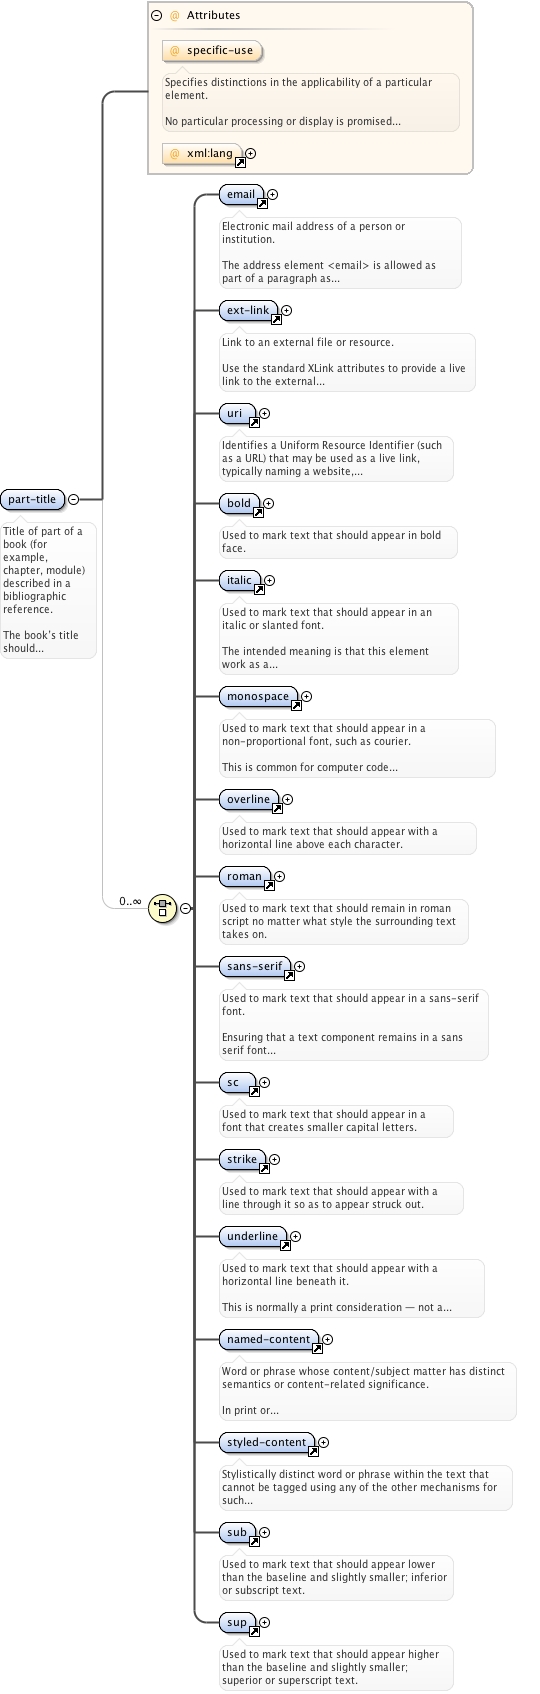 @ Attributes
@ specific-use
Specifies distinctions in the applicability of a particular
element.
No particular processing or display is promised...
@ xml:lang
email
Electronic mail address of a person or
institution.
The address element <email> is allowed as
part of a paragraph as...
ext-link
Link to an external file or resource.
Use the standard XLink attributes to provide a live
link to the external...
uri
Identifies a Uniform Resource Identifier (such
as a URL) that may be used as a live link,
typically naming a website,...
part-title
Title of part of a
book (for
example,
chapter, module)
described in a
bibliographic
reference.
The book's title
should...
bold
Used to mark text that should appear in bold
face.
italic
Used to mark text that should appear in an
italic or slanted font.
The intended meaning is that this element
work as a...
monospace
Used to mark text that should appear in a
non-proportional font, such as courier.
This is common for computer code...
overline
Used to mark text that should appear with a
horizontal line above each character.
0..∞
roman
Used to mark text that should remain in roman
script no matter what style the surrounding text
takes on.
sans-serif
Used to mark text that should appear in a sans-serif
font.
Ensuring that a text component remains in a sans
serif font...
sc
Used to mark text that should appear in a
font that creates smaller capital letters.
strike
Used to mark text that should appear with a
line through it so as to appear struck out.
underline
Used to mark text that should appear with a
horizontal line beneath it.
This is normally a print consideration — not a...
named-content
Word or phrase whose content/subject matter has distinct
semantics or content-related significance.
In print or...
styled-content
Stylistically distinct word or phrase within the text that
cannot be tagged using any of the other mechanisms for
such...
sub
Used to mark text that should appear lower
than the baseline and slightly smaller; inferior
or subscript text.
sup
Used to mark text that should appear higher
than the baseline and slightly smaller;
superior or superscript text.